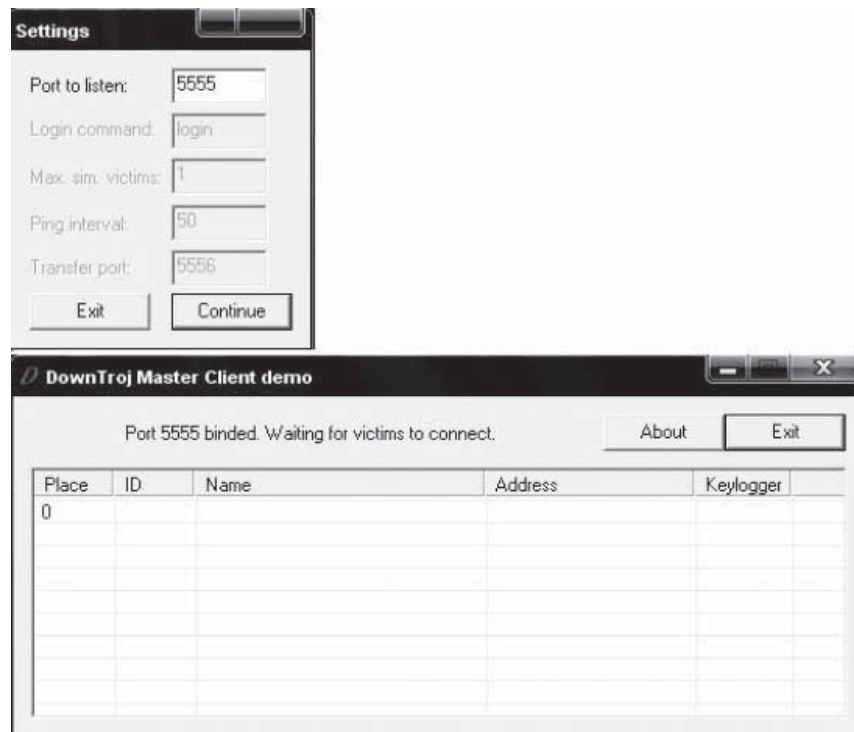 Settings
Port to listen: 5555
Login command: login
Max. sim. victims: 1
Ping interval: 50
Transfer port: 5556
Exit Continue
DownTroj Master Client demo
Port 5555 binded. Waiting for victims to connect. About Exit
Place ID Name Address Keylogger
0